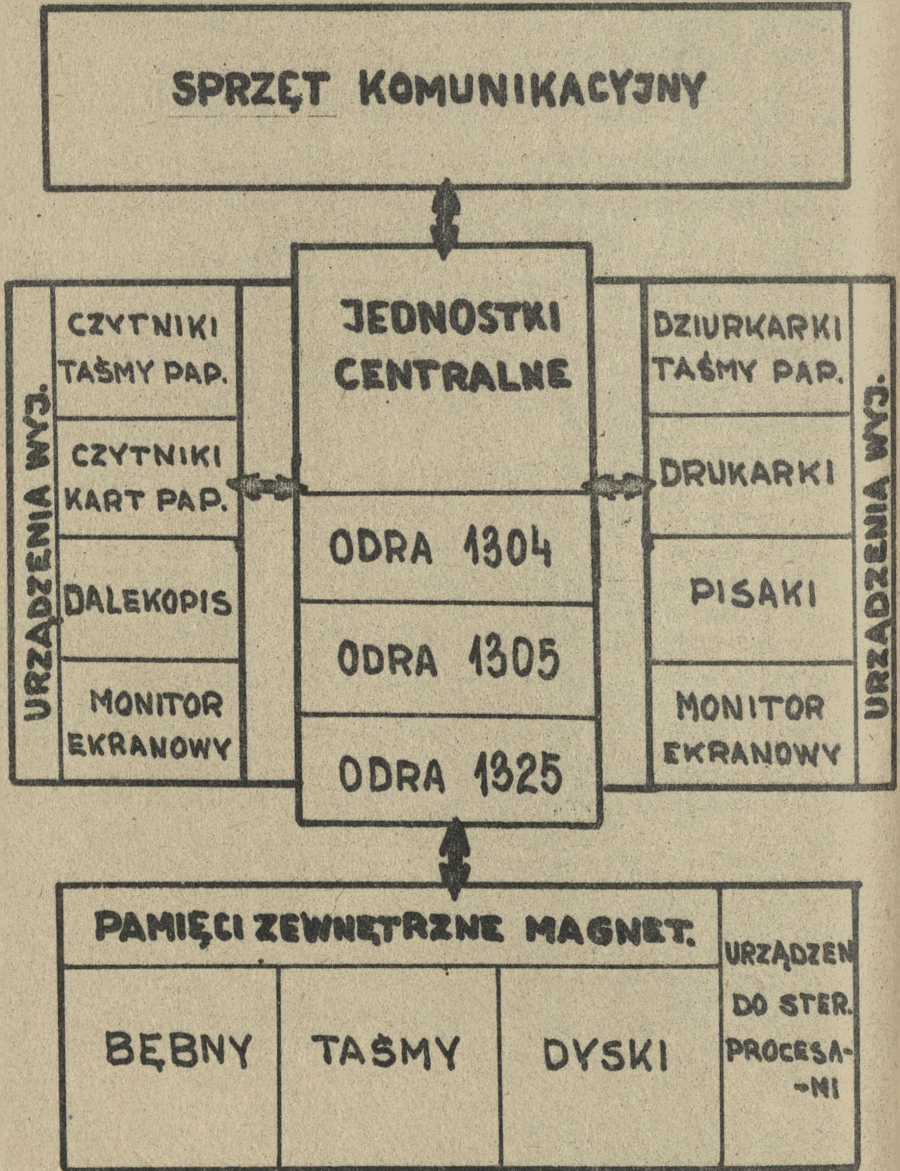 SPRZĘT KOMUNIKACYJNY
JEDNOSTKI
CENTRALNE
ODRA 1304
ODRA 1305
ODRA 1325
URZĄDZENIA WYJ.
CZYTNIKI
TAŚMY PAP.
CZYTNIKI
KART PAP.
DALEKOPIS
MONITOR
EKRANOWY
DZIURKARKI
TAŚMY PAP.
DRUKARKI
PISAKI
MONITOR
EKRANOWY
URZĄDZENIA WYJ.
PAMIĘCI ZEWNĘTRZNE MAGNET.
BĘBNY
TAŚMY
DYSKI
URZĄDZEN
DO STER.
PROCESA-
-MI